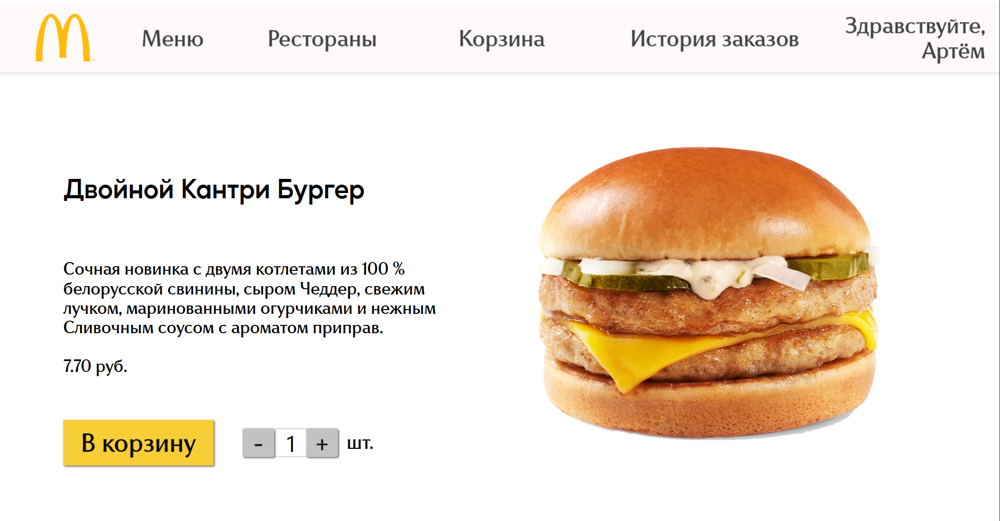 Меню
Рестораны
Корзина
История заказов
Здравствуйте,
Артём
Двойной Кантри Бургер
Сочная новинка с двумя котлетами из 100 %
белорусской свинины, сыром Чеддер, свежим
лучком, маринованными огурчиками и нежным
Сливочным соусом с ароматом приправ.
7.70 руб.
В корзину
- 1 + шт.